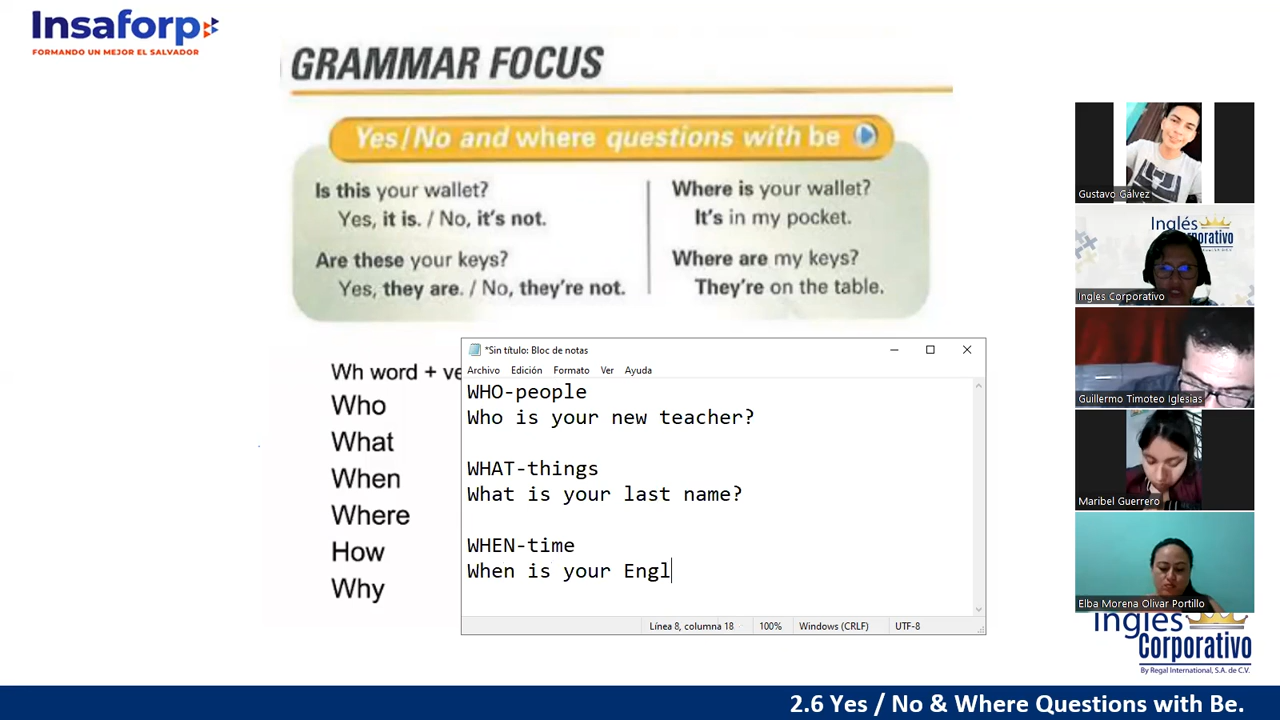 Insaforp
FORMANDO UN MEJOR EL SALVADOR
GRAMMAR FOCUS
Yes/No and where questions with be
Is this your wallet?
Yes, it is. / No, it's not.
Are these your keys?
Yes, they are. / No, they're not.
Where is your wallet?
It's in my pocket.
Where are my keys?
They're on the table.
Wh word + ve
Who
What
When
Where
How
Why
*Sin título: Bloc de notas
Archivo Edición Formato Ver Ayuda
WHO-people
Who is your new teacher?
WHAT-things
What is your last name?
WHEN-time
When is your Engl
Línea 8, columna 18 100% Windows (CRLF) UTF-8
Gustavo Gálvez
Inglés
Corporativo
Ingles Corporativo
Guillermo Timoteo Iglesias
Maribel Guerrero
Elba Morena Olivar Portillo
Inglés
Corporativo
By Regal International, S.A. de C.V.
2.6 Yes / No & Where Questions with Be.